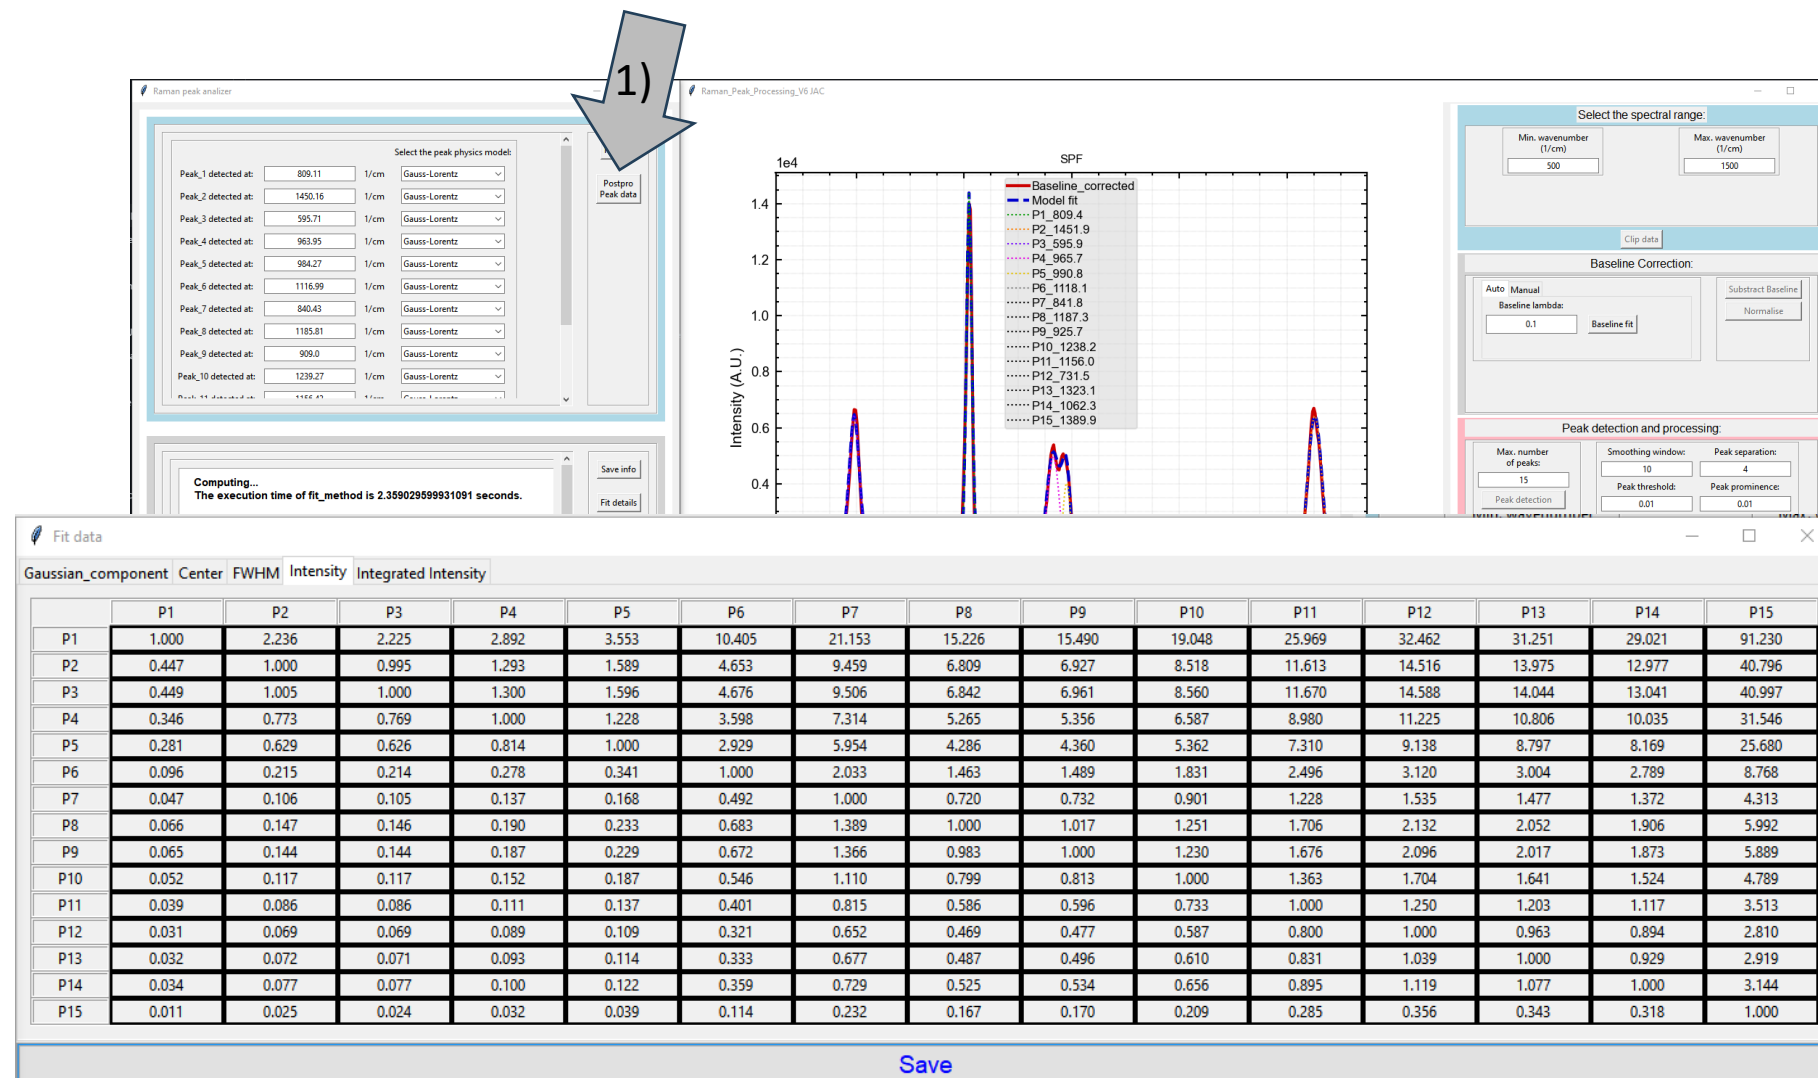 1)
Raman peak analizer
Select the peak physics model:
Peak_1 detected at: 809.11 1/cm Gauss-Lorentz
Peak_2 detected at: 1450.16 1/cm Gauss-Lorentz
Peak_3 detected at: 595.71 1/cm Gauss-Lorentz
Peak_4 detected at: 963.95 1/cm Gauss-Lorentz
Peak_5 detected at: 984.27 1/cm Gauss-Lorentz
Peak_6 detected at: 1116.99 1/cm Gauss-Lorentz
Peak_7 detected at: 840.43 1/cm Gauss-Lorentz
Peak_8 detected at: 1185.81 1/cm Gauss-Lorentz
Peak_9 detected at: 909.0 1/cm Gauss-Lorentz
Peak_10 detected at: 1239.27 1/cm Gauss-Lorentz
Postpro
Peak data
Computing...
The execution time of fit_method is 2.359029599931091 seconds.
Save info
Fit details
Raman_Peak_Processing_V6 JAC
1e4
SPF
1.4
1.2
1.0
0.8
0.6
0.4
Intensity (A.U.)
Baseline_corrected
Model fit
P1_809.4
P2_1451.9
P3_595.9
P4_965.7
P5_990.8
P6_1118.1
P7_841.8
P8_1187.3
P9_925.7
P10_1238.2
P11_1156.0
P12_731.5
P13_1323.1
P14_1062.3
P15_1389.9
Select the spectral range:
Min. wavenumber
(1/cm)
500
Max. wavenumber
(1/cm)
1500
Clip data
Baseline Correction:
Auto Manual
Baseline lambda:
0.1
Baseline fit
Substract Baseline
Normalise
Peak detection and processing:
Max. number
of peaks:
15
Peak detection
Smoothing window:
10
Peak separation:
4
Peak threshold:
0.01
Peak prominence:
0.01
Fit data
Gaussian_component Center FWHM Intensity Integrated Intensity
P1 P2 P3 P4 P5 P6 P7 P8 P9 P10 P11 P12 P13 P14 P15
P1 1.000 2.236 2.225 2.892 3.553 10.405 21.153 15.226 15.490 19.048 25.969 32.462 31.251 29.021 91.230
P2 0.447 1.000 0.995 1.293 1.589 4.653 9.459 6.809 6.927 8.518 11.613 14.516 13.975 12.977 40.796
P3 0.449 1.005 1.000 1.300 1.596 4.676 9.506 6.842 6.961 8.560 11.670 14.588 14.044 13.041 40.997
P4 0.346 0.773 0.769 1.000 1.228 3.598 7.314 5.265 5.356 6.587 8.980 11.225 10.806 10.035 31.546
P5 0.281 0.629 0.626 0.814 1.000 2.929 5.954 4.286 4.360 5.362 7.310 9.138 8.797 8.169 25.680
P6 0.096 0.215 0.214 0.278 0.341 1.000 2.033 1.463 1.489 1.831 2.496 3.120 3.004 2.789 8.768
P7 0.047 0.106 0.105 0.137 0.168 0.492 1.000 0.720 0.732 0.901 1.228 1.535 1.477 1.372 4.313
P8 0.066 0.147 0.146 0.190 0.233 0.683 1.389 1.000 1.017 1.251 1.706 2.132 2.052 1.906 5.992
P9 0.065 0.144 0.144 0.187 0.229 0.672 1.366 0.983 1.000 1.230 1.676 2.096 2.017 1.873 5.889
P10 0.052 0.117 0.117 0.152 0.187 0.546 1.110 0.799 0.813 1.000 1.363 1.704 1.641 1.524 4.789
P11 0.039 0.086 0.086 0.111 0.137 0.401 0.815 0.586 0.596 0.733 1.000 1.250 1.203 1.117 3.513
P12 0.031 0.069 0.069 0.089 0.109 0.321 0.652 0.469 0.477 0.587 0.800 1.000 0.963 0.894 2.810
P13 0.032 0.072 0.071 0.093 0.114 0.333 0.677 0.487 0.496 0.610 0.831 1.039 1.000 0.929 2.919
P14 0.034 0.077 0.077 0.100 0.122 0.359 0.729 0.525 0.534 0.656 0.895 1.119 1.077 1.000 3.144
P15 0.011 0.025 0.024 0.032 0.039 0.114 0.232 0.167 0.170 0.209 0.285 0.356 0.343 0.318 1.000
Save